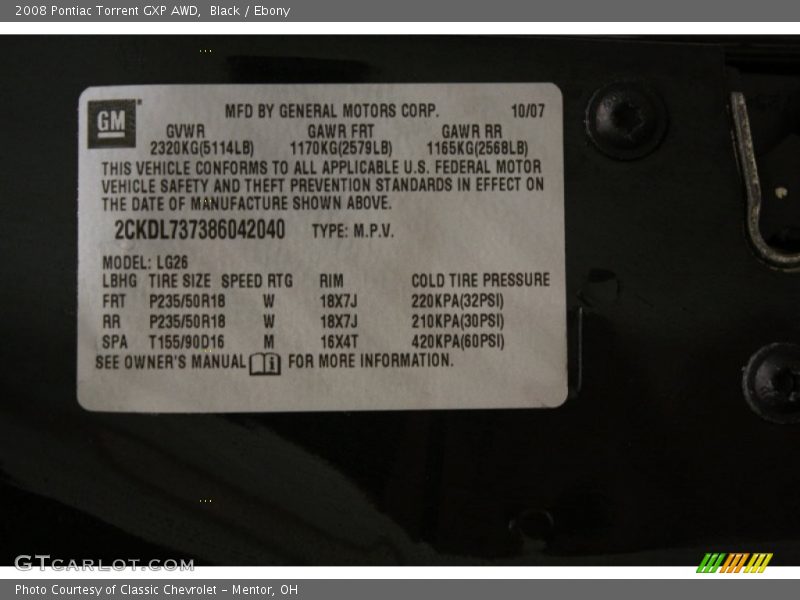 2008 Pontiac Torrent GXP AWD, Black / Ebony
GM
MFD BY GENERAL MOTORS CORP. 10/07
GVWR GAWR FRT GAWR RR
2320KG(5114LB) 1170KG(2579LB) 1165KG(2568LB)
THIS VEHICLE CONFORMS TO ALL APPLICABLE U.S. FEDERAL MOTOR
VEHICLE SAFETY AND THEFT PREVENTION STANDARDS IN EFFECT ON
THE DATE OF MANUFACTURE SHOWN ABOVE.
2CKDL737386042040 TYPE: M.P.V.
MODEL: LG26
LBHG TIRE SIZE SPEED RTG RIM COLD TIRE PRESSURE
FRT P235/50R18 W 18X7J 220KPA(32PSI)
RR P235/50R18 W 18X7J 210KPA(30PSI)
SPA T155/90D16 M 16X4T 420KPA(60PSI)
SEE OWNER'S MANUAL i FOR MORE INFORMATION.
GTCARLOT.COM
Photo Courtesy of Classic Chevrolet - Mentor, OH